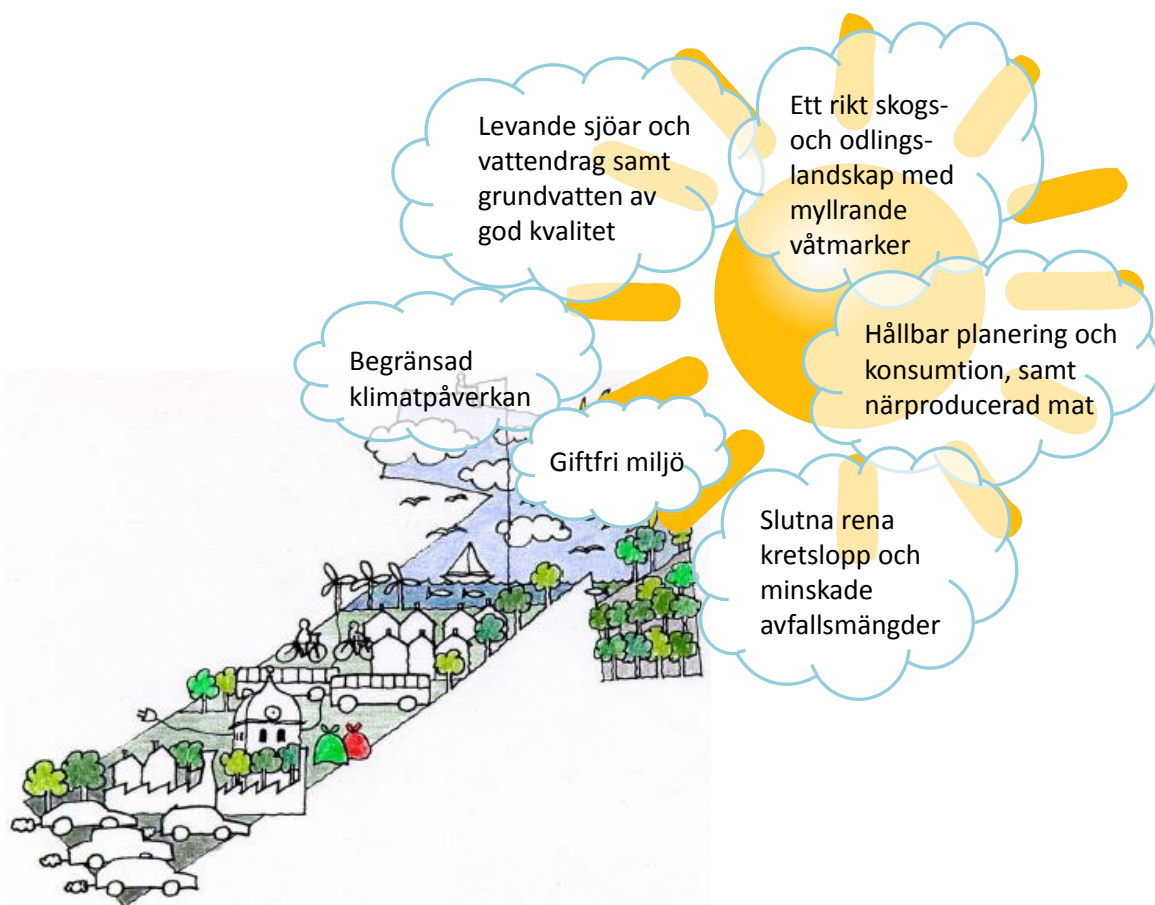 Levande sjöar och
vattendrag samt
grundvatten av
god kvalitet
Ett rikt skogs-
och odlings-
landskap med
myllrande
våtmarker
Begränsad
klimatpåverkan
Giftfri miljö
Hållbar planering och
konsumtion, samt
närproducerad mat
Slutna rena
kretslopp och
minskade
avfallsmängder